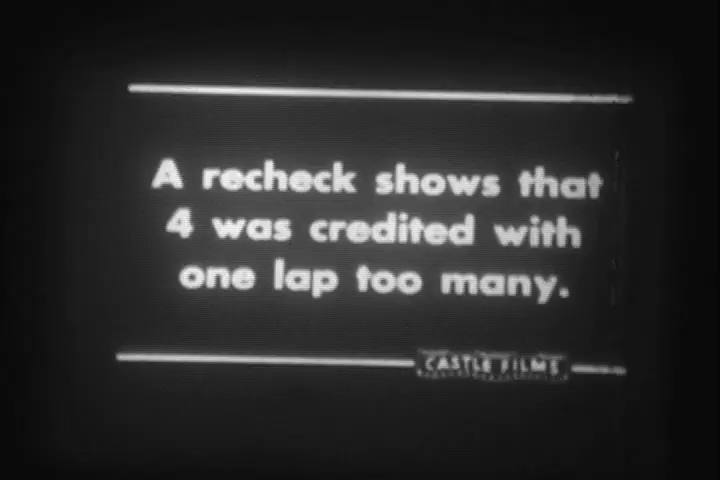 A recheck shows that
4 was credited with
one lap too many.
CASTLE FILMS